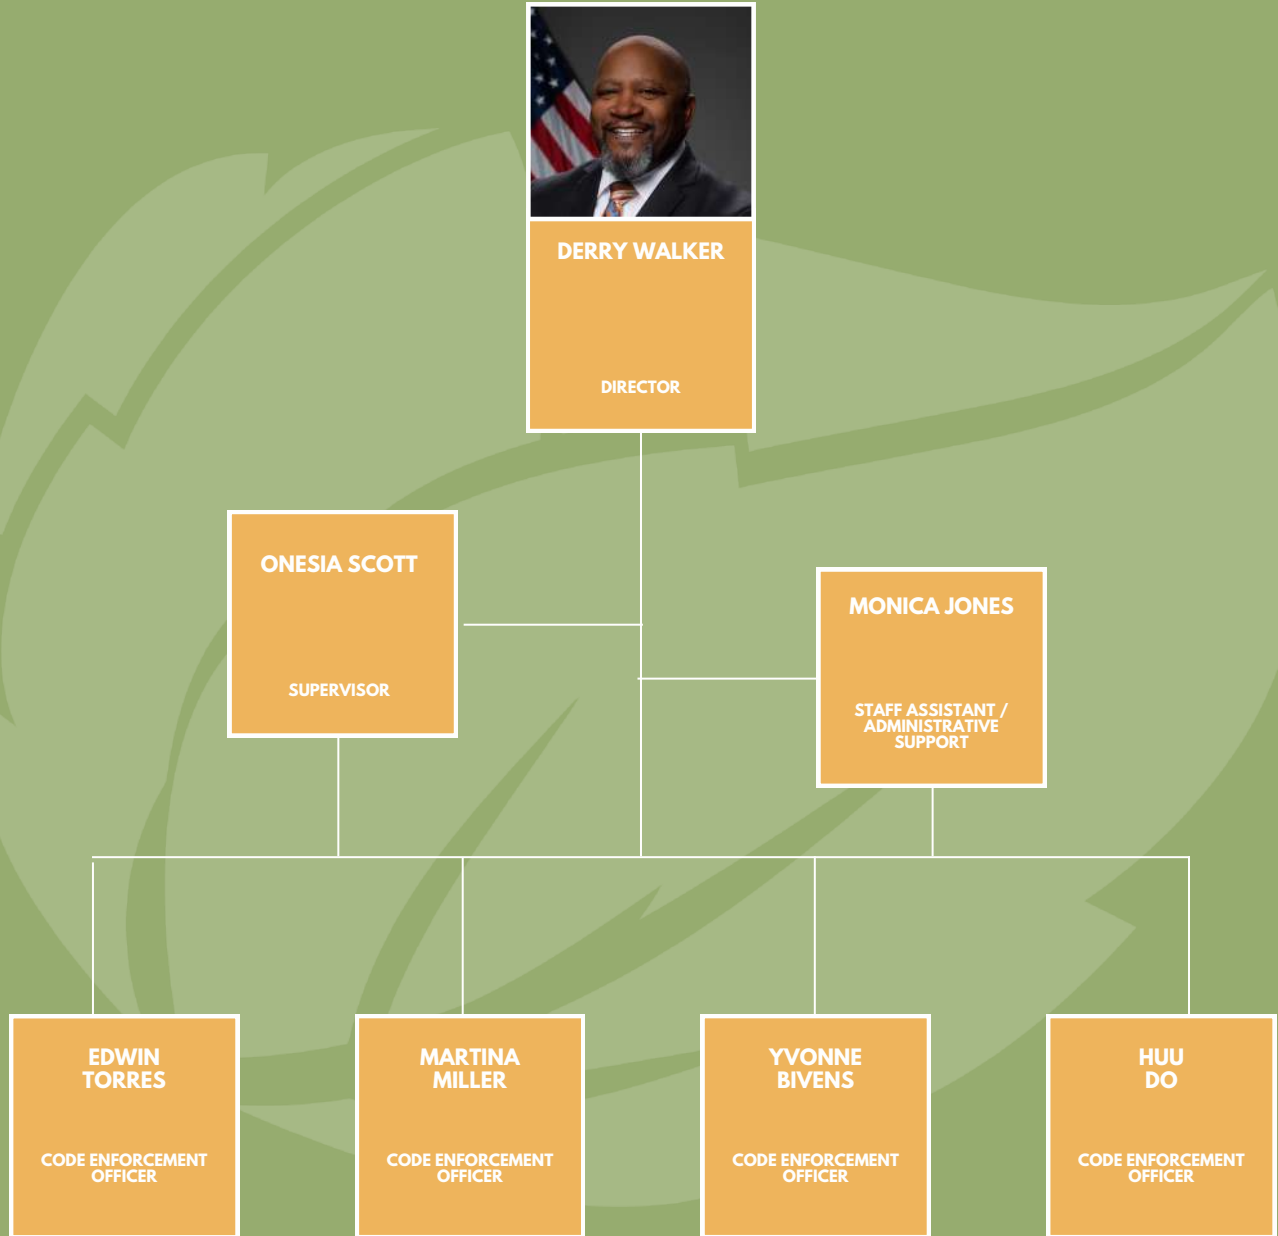 DERRY WALKER
DIRECTOR
ONESIA SCOTT
SUPERVISOR
MONICA JONES
STAFF ASSISTANT /
ADMINISTRATIVE
SUPPORT
EDWIN
TORRES
CODE ENFORCEMENT
OFFICER
MARTINA
MILLER
CODE ENFORCEMENT
OFFICER
YVONNE
BIVENS
CODE ENFORCEMENT
OFFICER
HUU
DO
CODE ENFORCEMENT
OFFICER